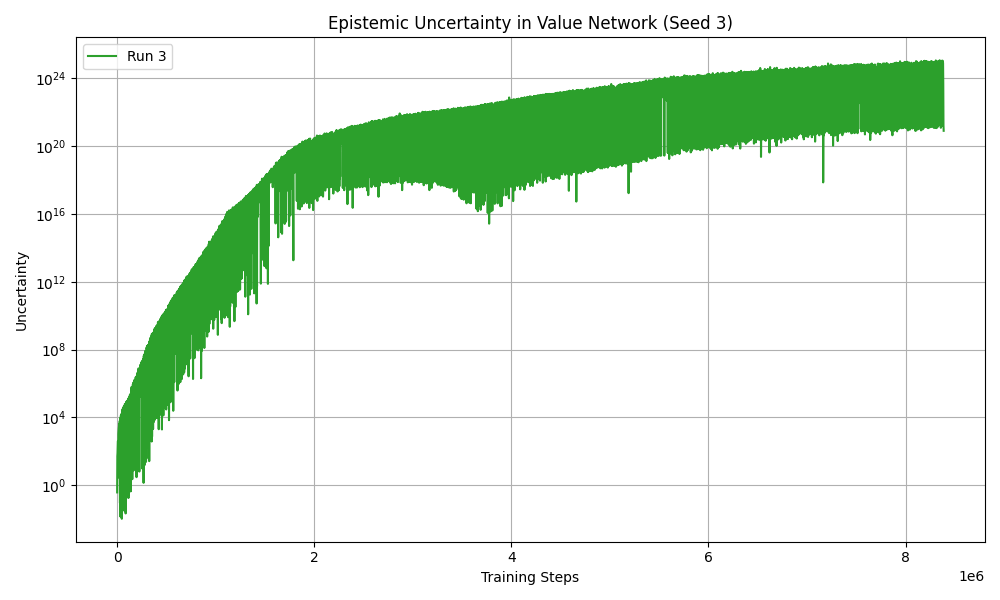 Epistemic Uncertainty in Value Network (Seed 3)
Run 3
10^24
10^20
10^16
10^12
10^8
10^4
10^0
Uncertainty
0 2 4 6 8
1e6
Training Steps